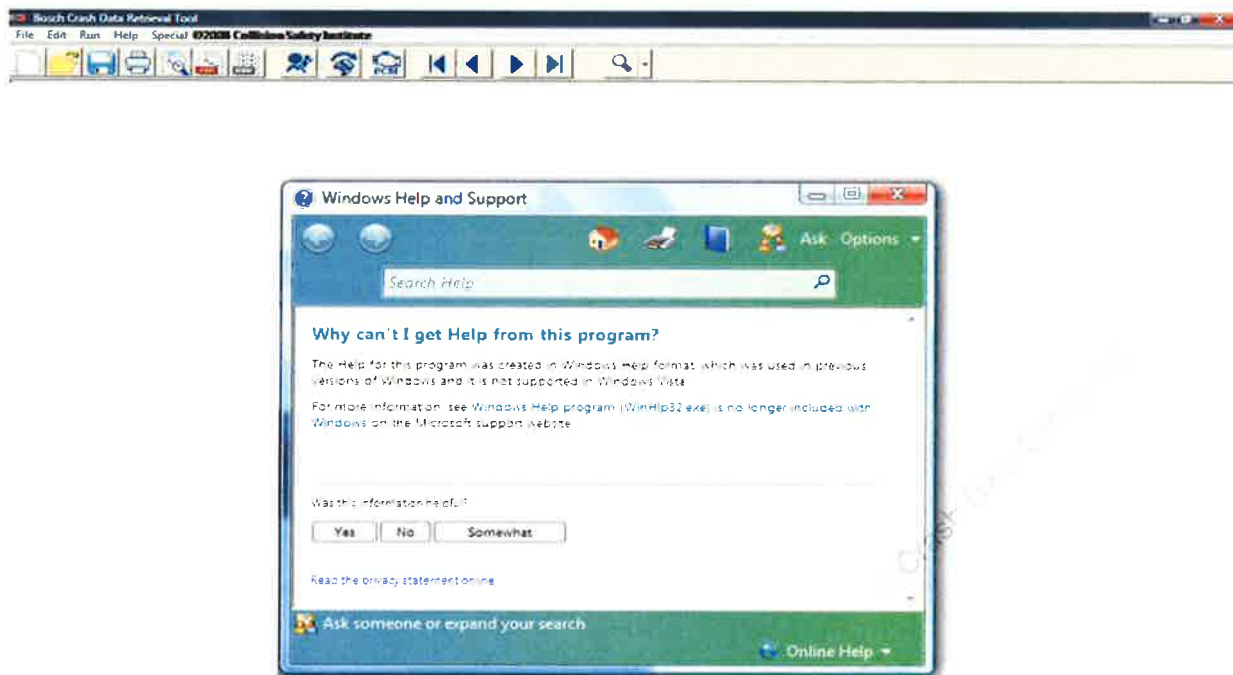 Bosch Crash Data Retrieval Tool
File Edit Run Help Special ©2008 Collision Safety Institute
Windows Help and Support
Ask Options
Search Help
Why can't I get Help from this program?
The Help for this program was created in Windows Help format, which was used in previous
versions of Windows and it is not supported in Windows Vista.
For more information, see Windows Help program (WinHlp32.exe) is no longer included with
Windows on the Microsoft support website.
Was this information helpful?
Yes No Somewhat
Read the privacy statement online
Crash
Ask someone or expand your search
Online Help